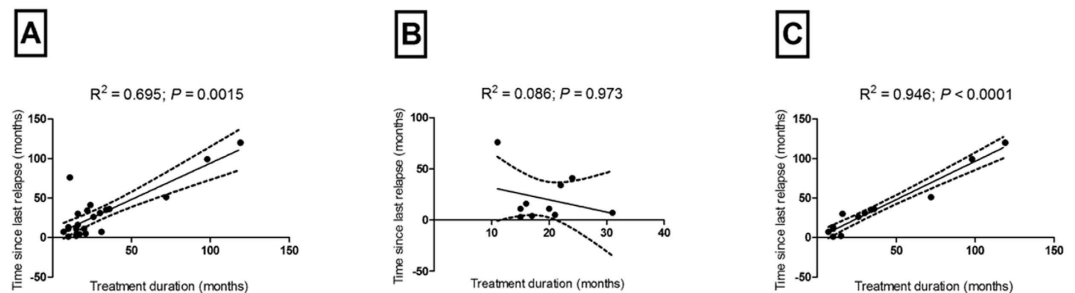 A
R² = 0.695; P = 0.0015
Time since last relapse (months)
150
100
50
0
-50
50
100
150
Treatment duration (months)
B
R² = 0.086; P = 0.973
Time since last relapse (months)
100
50
0
-50
10
20
30
40
Treatment duration (months)
C
R² = 0.946; P < 0.0001
Time since last relapse (months)
150
100
50
0
-50
50
100
150
Treatment duration (months)